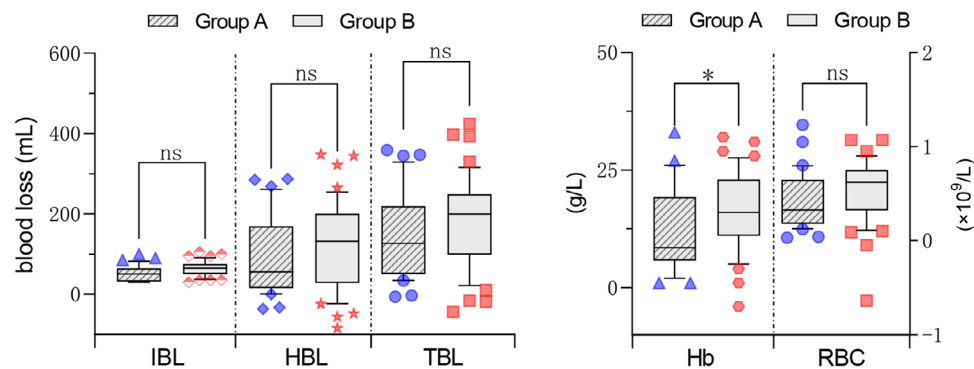 Group A Group B
600
400
200
0
blood loss (mL)
ns
ns
ns
IBL HBL TBL
Group A Group B
50
25
0
(g/L)
*
ns
2
1
0
-1
(×10⁹/L)
Hb RBC